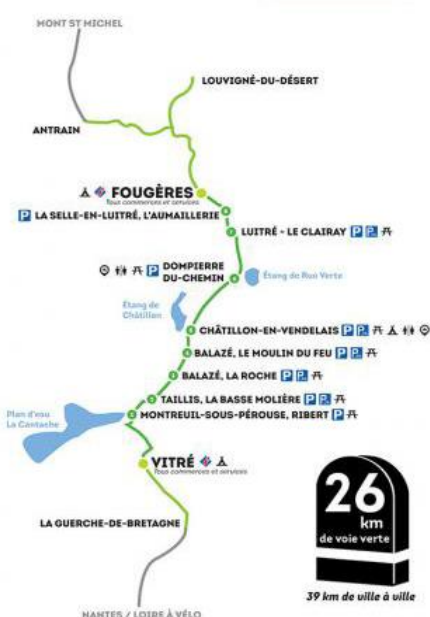 MONT ST MICHEL
LOUVIGNÉ-DU-DÉSERT
ANTRAIN
FOUGÈRES
Tous commerces et services
P LA SELLE-EN-LUITRÉ, L'AUMAILLERIE
LUITRÉ - LE CLAIRAY P P
P DOMPIERRE
DU-CHEMIN
Étang de Rue Verte
Étang de
Châtillon
CHÂTILLON-EN-VENDELAIS P P
BALAZÉ, LE MOULIN DU FEU P P
BALAZÉ, LA ROCHE P P
TAILLIS, LA BASSE MOLIÈRE P P
Plan d'eau
La Cantache
MONTREUIL-SOUS-PÉROUSE, RIBERT P
VITRÉ
Tous commerces et services
LA GUERCHE-DE-BRETAGNE
26
km
de voie verte
39 km de ville à ville
NANTES / LOIRE À VÉLO